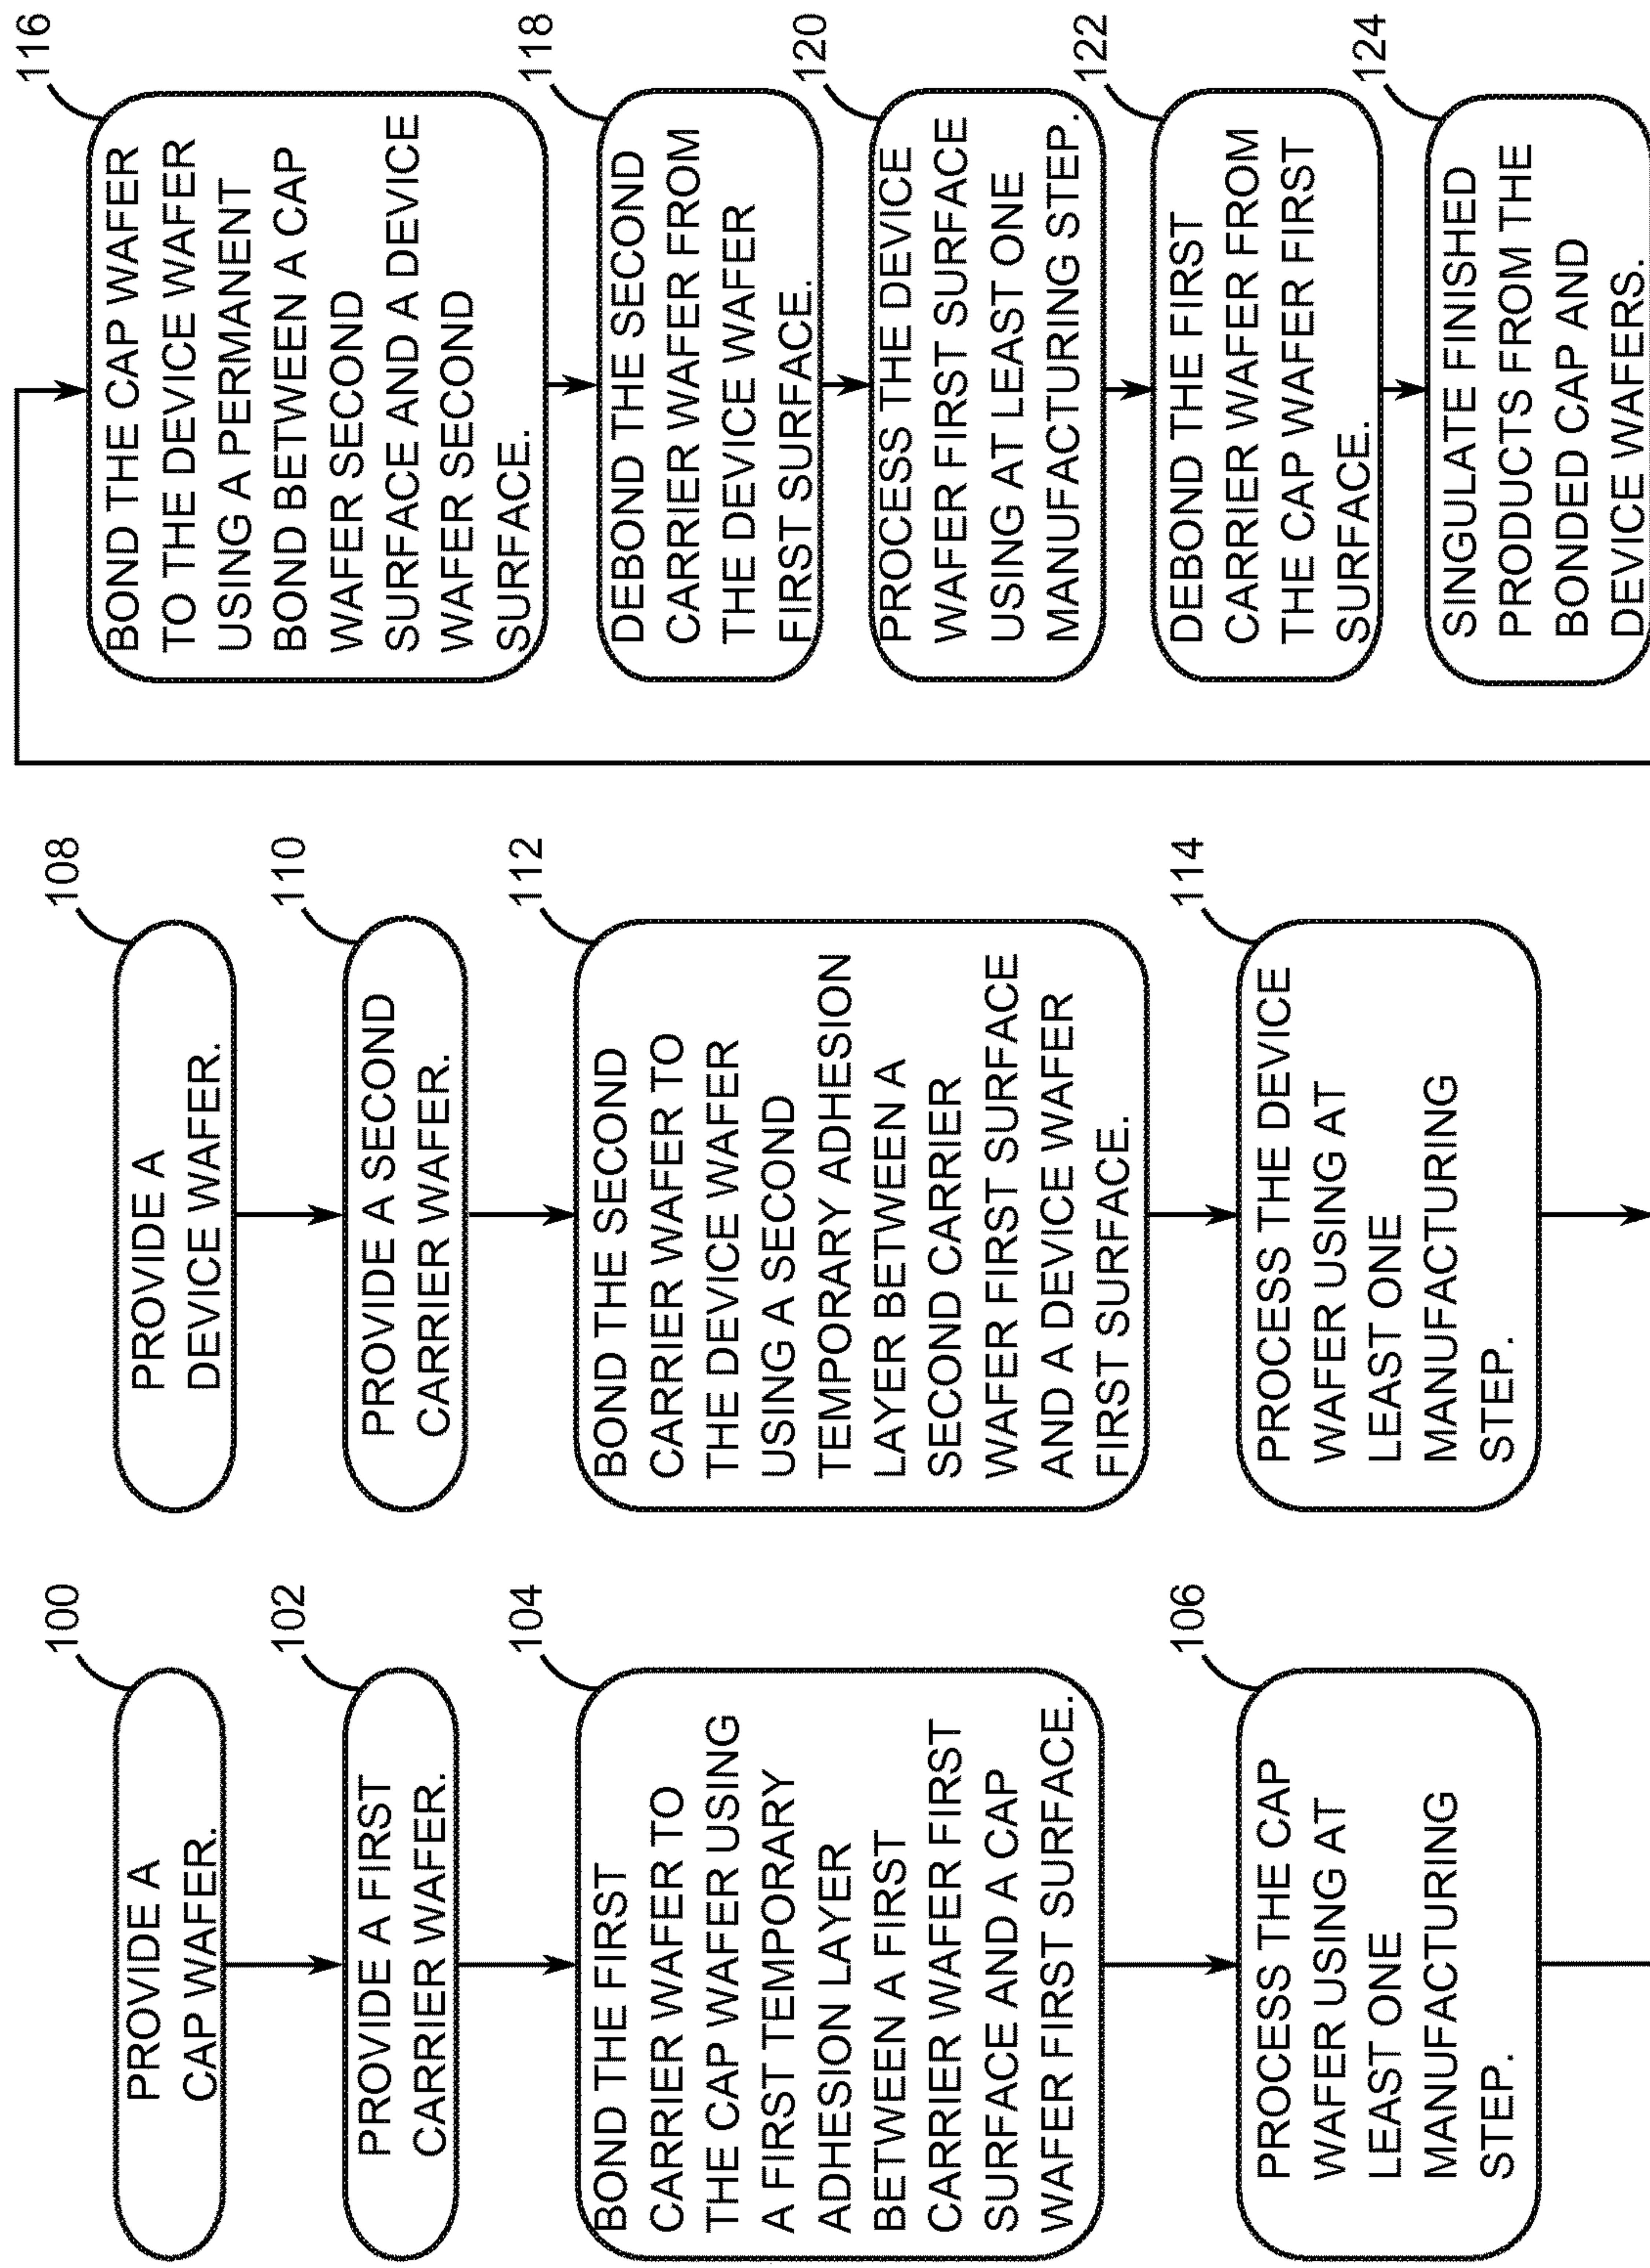 100
PROVIDE A
CAP WAFER.
102
PROVIDE A FIRST
CARRIER WAFER.
104
BOND THE FIRST
CARRIER WAFER TO
THE CAP WAFER USING
A FIRST TEMPORARY
ADHESION LAYER
BETWEEN A FIRST
CARRIER WAFER FIRST
SURFACE AND A CAP
WAFER FIRST SURFACE.
106
PROCESS THE CAP
WAFER USING AT
LEAST ONE
MANUFACTURING
STEP.
108
PROVIDE A
DEVICE WAFER.
110
PROVIDE A SECOND
CARRIER WAFER.
112
BOND THE SECOND
CARRIER WAFER TO
THE DEVICE WAFER
USING A SECOND
TEMPORARY ADHESION
LAYER BETWEEN A
SECOND CARRIER
WAFER FIRST SURFACE
AND A DEVICE WAFER
FIRST SURFACE.
114
PROCESS THE DEVICE
WAFER USING AT
LEAST ONE
MANUFACTURING
STEP.
116
BOND THE CAP WAFER
TO THE DEVICE WAFER
USING A PERMANENT
BOND BETWEEN A CAP
WAFER SECOND
SURFACE AND A DEVICE
WAFER SECOND
SURFACE.
118
DEBOND THE SECOND
CARRIER WAFER FROM
THE DEVICE WAFER
FIRST SURFACE.
120
PROCESS THE DEVICE
WAFER FIRST SURFACE
USING AT LEAST ONE
MANUFACTURING STEP.
122
DEBOND THE FIRST
CARRIER WAFER FROM
THE CAP WAFER FIRST
SURFACE.
124
SINGULATE FINISHED
PRODUCTS FROM THE
BONDED CAP AND
DEVICE WAFERS.